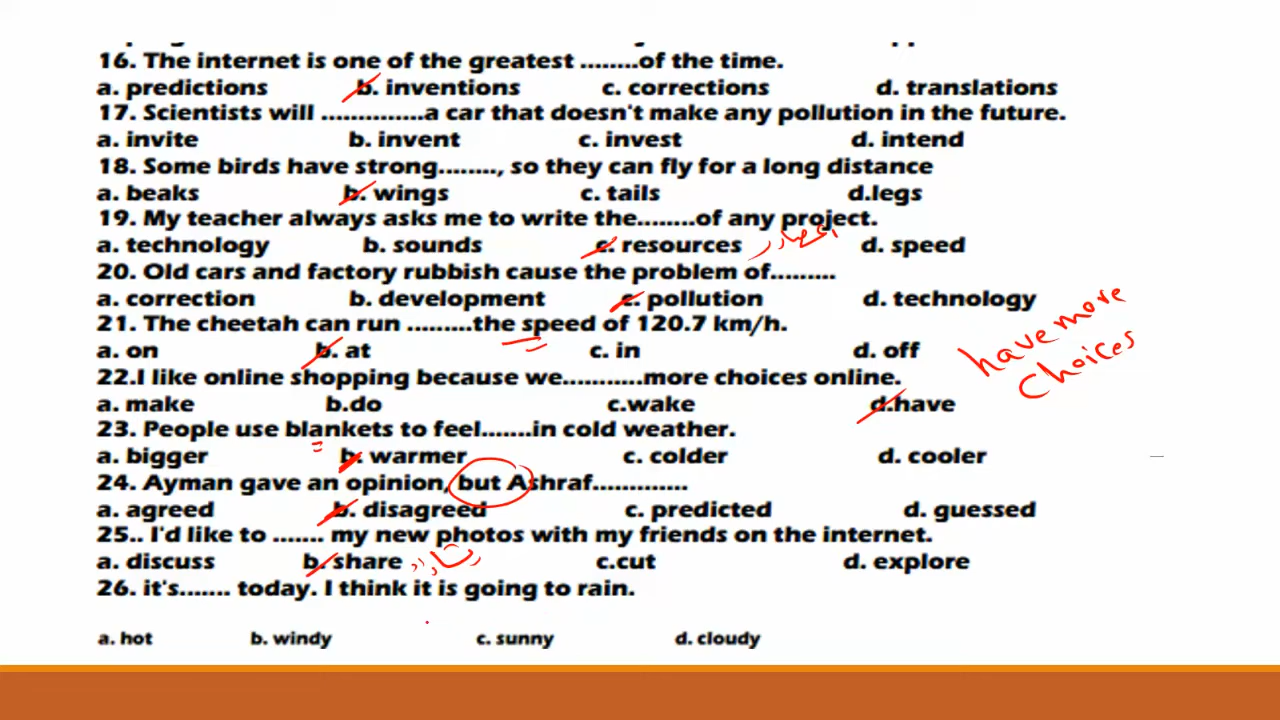 16. The internet is one of the greatest ........of the time.
a. predictions b. inventions c. corrections d. translations
17. Scientists will ..............a car that doesn't make any pollution in the future.
a. invite b. invent c. invest d. intend
18. Some birds have strong........, so they can fly for a long distance
a. beaks b. wings c. tails d.legs
19. My teacher always asks me to write the........of any project.
a. technology b. sounds c. resources d. speed
20. Old cars and factory rubbish cause the problem of.........
a. correction b. development c. pollution d. technology
21. The cheetah can run .........the speed of 120.7 km/h.
a. on b. at c. in d. off
have more
choices
22.I like online shopping because we...........more choices online.
a. make b.do c.wake d.have
23. People use blankets to feel.......in cold weather.
a. bigger b. warmer c. colder d. cooler
24. Ayman gave an opinion, but Ashraf.............
a. agreed b. disagreed c. predicted d. guessed
25.. I'd like to ....... my new photos with my friends on the internet.
a. discuss b. share c.cut d. explore
26. it's....... today. I think it is going to rain.
a. hot b. windy c. sunny d. cloudy